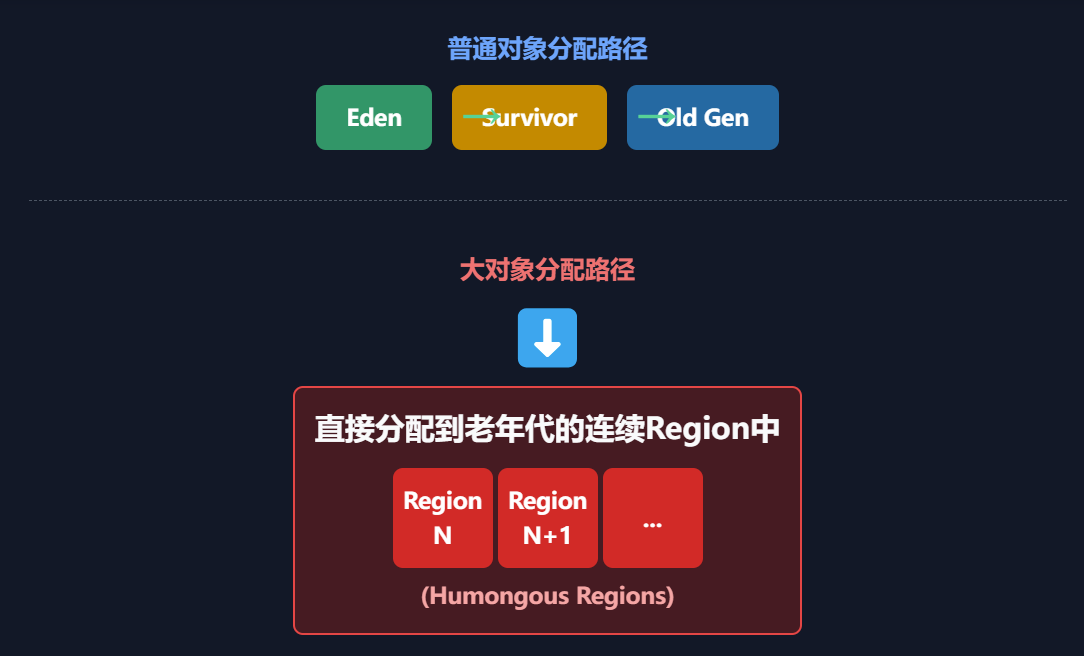 普通对象分配路径
Eden Survivor Old Gen
大对象分配路径
直接分配到老年代的连续Region中
Region Region ...
N N+1
(Humongous Regions)